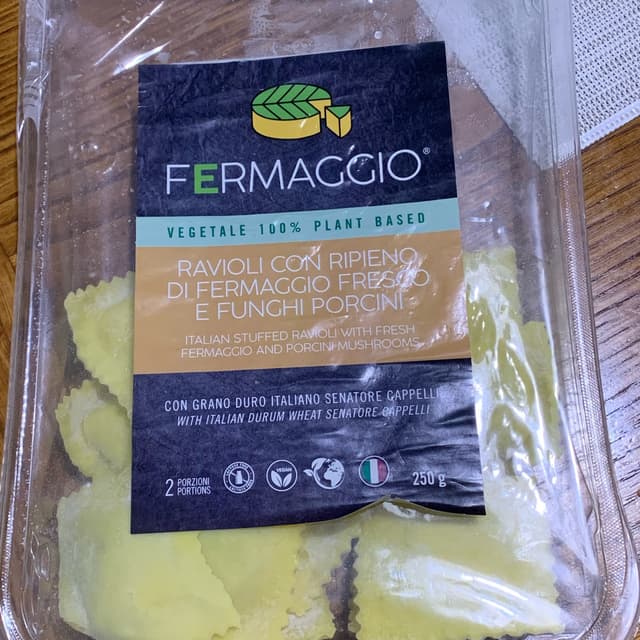 FERMAGGIO®
VEGETALE 100% PLANT BASED
RAVIOLI CON RIPIENO
DI FERMAGGIO FRESCO
E FUNGHI PORCINI
ITALIAN STUFFED RAVIOLI WITH FRESH
FERMAGGIO AND PORCINI MUSHROOMS
CON GRANO DURO ITALIANO SENATORE CAPPELLI
WITH ITALIAN DURUM WHEAT SENATORE CAPPELLI
2 PORZIONI
PORTIONS
VEGAN
250 g